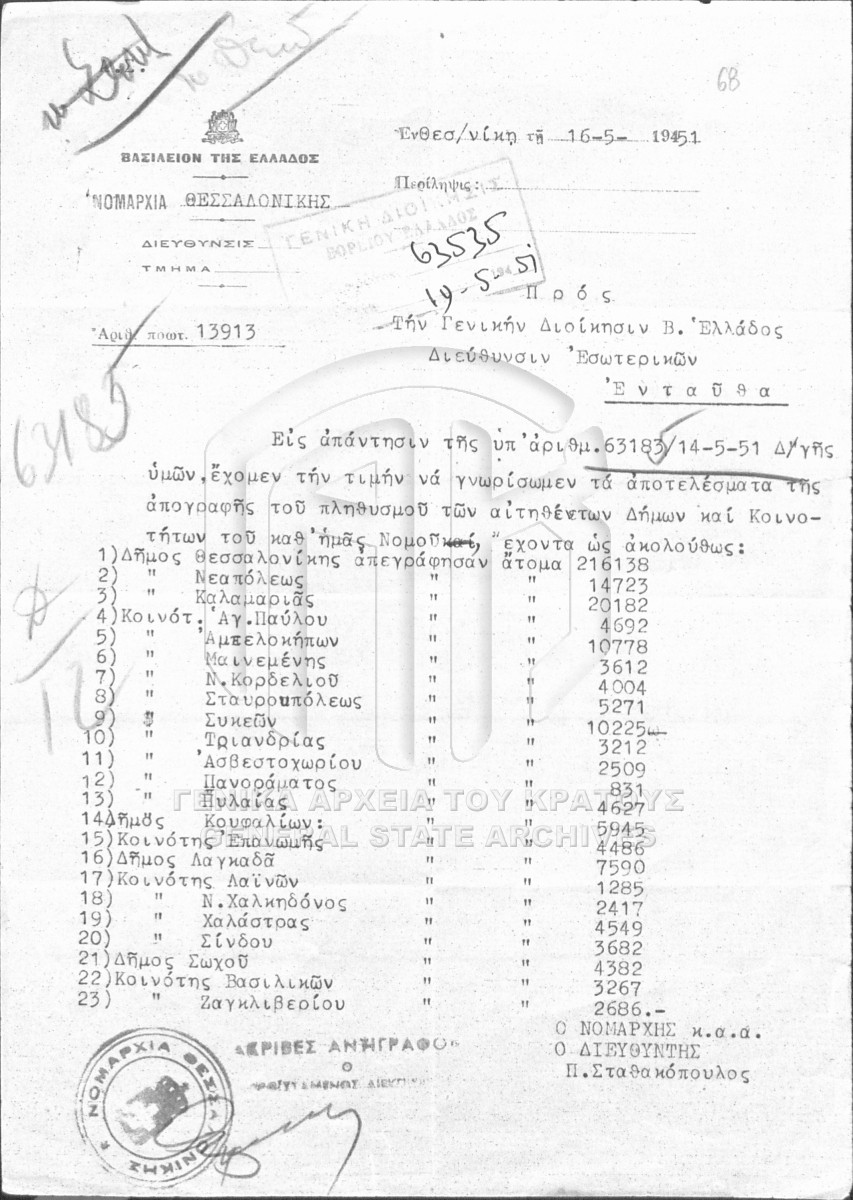 68
ΒΑΣΙΛΕΙΟΝ ΤΗΣ ΕΛΛΑΔΟΣ
ΝΟΜΑΡΧΙΑ ΘΕΣΣΑΛΟΝΙΚΗΣ
ΔΙΕΥΘΥΝΣΙΣ
ΤΜΗΜΑ
Ἀριθ. πρωτ. 13913
Ἐν Θεσ/νίκῃ τῇ 16-5- 1951
Περίληψις:
ΓΕΝΙΚΗ ΔΙΟΙΚΗΣΙΣ
ΒΟΡΕΙΟΥ ΕΛΛΑΔΟΣ
63535
19-5-51
Πρός
Τήν Γενικήν Διοίκησιν Β. Ἑλλάδος
Διεύθυνσιν Ἐσωτερικῶν
Ἐνταῦθα
63183
Εἰς ἀπάντησιν τῆς ὑπ' ἀριθμ. 63183/14-5-51 Δ/γῆς
ὑμῶν, ἔχομεν τήν τιμήν νά γνωρίσωμεν τά ἀποτελέσματα τῆς
ἀπογραφῆς τοῦ πληθυσμοῦ τῶν αἰτηθέντων Δήμων καί Κοινο-
τήτων τοῦ καθ'ἡμᾶς Νομοῦ, ἔχοντα ὡς ἀκολούθως:
1)Δῆμος Θεσσαλονίκης ἀπεγράφησαν ἄτομα 216138
2) " Νεαπόλεως " " 14723
3) " Καλαμαριᾶς " " 20182
4)Κοινότ. Ἁγ.Παύλου " " 4692
5) " Ἀμπελοκήπων " " 10778
6) " Μαινεμένης " " 3612
7) " Ν.Κορδελιοῦ " " 4004
8) " Σταυρουπόλεως " " 5271
9) " Συκεῶν " " 10225
10) " Τριανδρίας " " 3212
11) " Ἀσβεστοχωρίου " " 2509
12) " Πανοράματος " " 831
13) " Πυλαίας " " 4627
14)Δῆμος Κουφαλίων: " " 5945
15)Κοινότης Ἐπανωμῆς " " 4486
16)Δῆμος Λαγκαδᾶ " " 7590
17)Κοινότης Λαϊνῶν " " 1285
18) " Ν.Χαλκηδόνος " " 2417
19) " Χαλάστρας " " 4549
20) " Σίνδου " " 3682
21)Δῆμος Σωχοῦ " " 4382
22)Κοινότης Βασιλικῶν " " 3267
23) " Ζαγκλιβερίου " " 2686.-
Ο ΝΟΜΑΡΧΗΣ κ.α.α.
Ο ΔΙΕΥΘΥΝΤΗΣ
Π.Σταθακόπουλος
ΑΚΡΙΒΕΣ ΑΝΤΙΓΡΑΦΟΝ
Ο
ΝΟΜΑΡΧΙΑ ΘΕΣΣΑΛΟΝΙΚΗΣ
ΓΕΝΙΚΑ ΑΡΧΕΙΑ ΤΟΥ ΚΡΑΤΟΥΣ
GENERAL STATE ARCHIVES